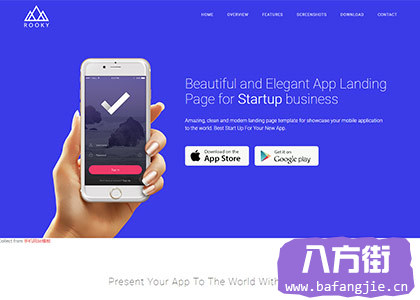 ROOKY
HOME OVERVIEW FEATURES SCREENSHOTS DOWNLOAD CONTACT
Beautiful and Elegant App Landing
Page for Startup business
Amazing, clean and modern landing page template for showcase your mobile application
to the world. Best Start Up For Your New App.
Download on the
App Store
Get it on
Google play
Sign in
Collect from
Present Your App To The World With
八方街
www.bafangjie.cn